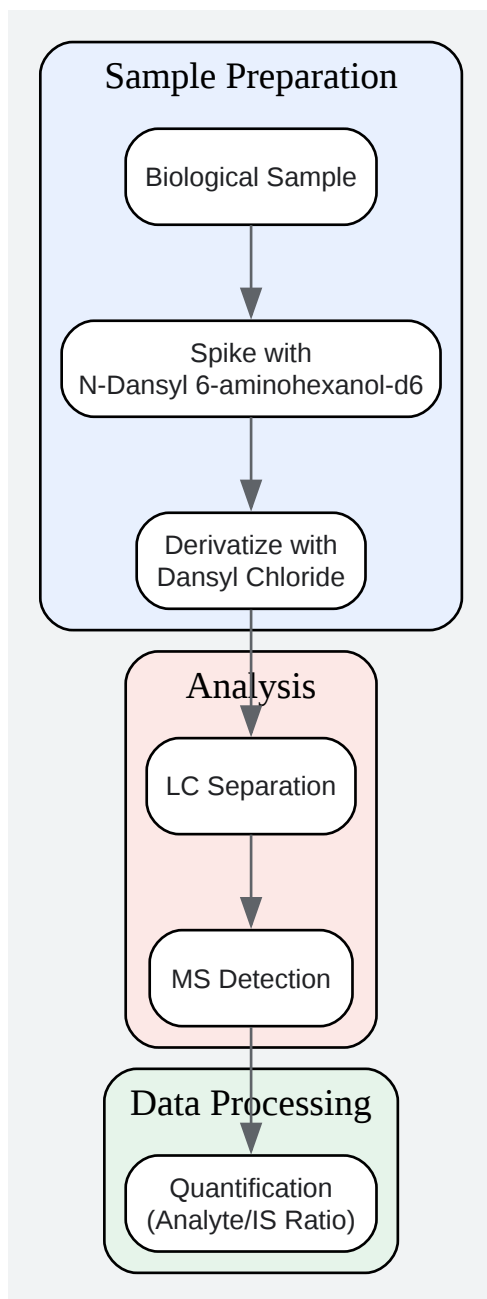 Sample Preparation
Biological Sample
Spike with
N-Dansyl 6-aminohexanol-d6
Derivatize with
Dansyl Chloride
Analysis
LC Separation
MS Detection
Data Processing
Quantification
(Analyte/IS Ratio)